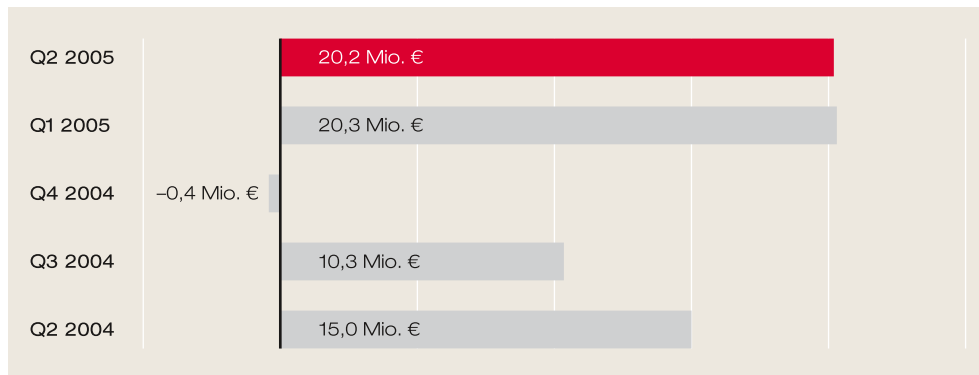 Q2 2005 20,2 Mio. €
Q1 2005 20,3 Mio. €
Q4 2004 –0,4 Mio. €
Q3 2004 10,3 Mio. €
Q2 2004 15,0 Mio. €